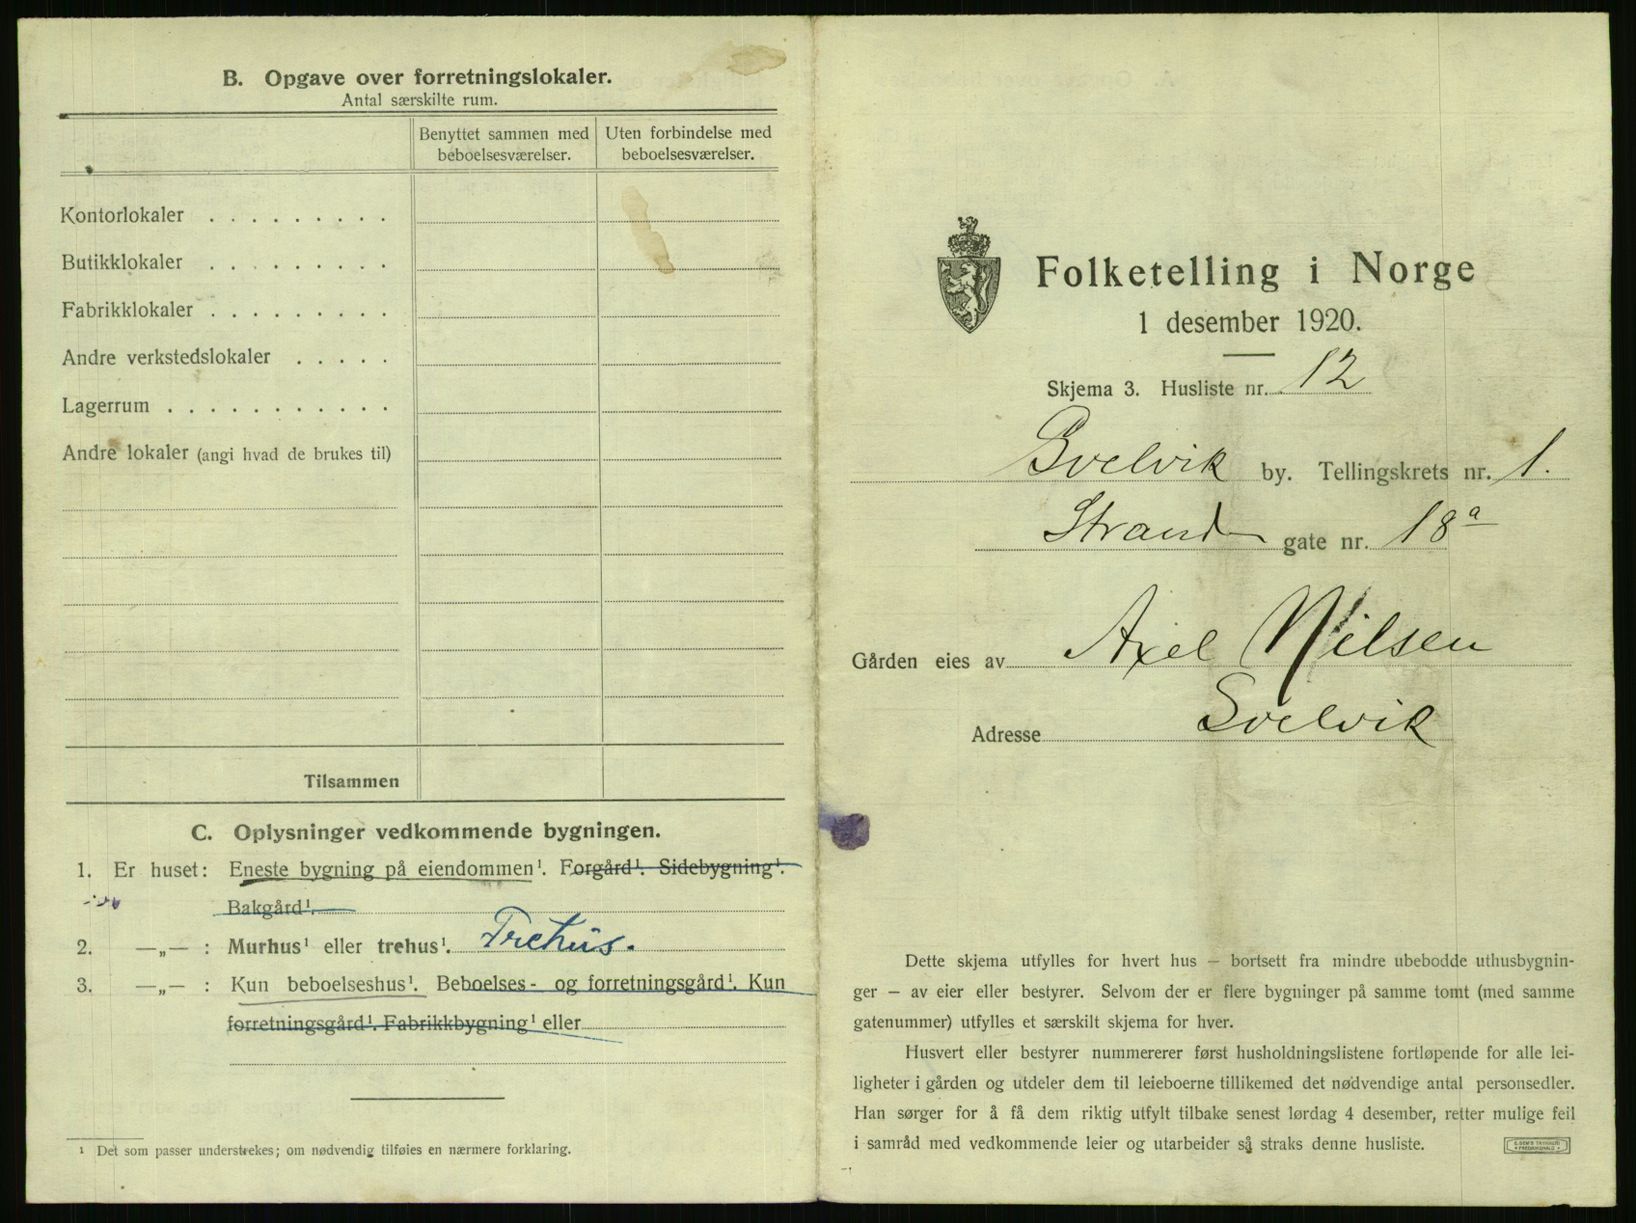 B. Opgave over forretningslokaler.
Antal særskilte rum.
Benyttet sammen med beboelsesværelser.
Uten forbindelse med beboelsesværelser.
Kontorlokaler . . . . . . . . .
Butikklokaler . . . . . . . . .
Fabrikklokaler . . . . . . . . .
Andre verkstedslokaler . . . . .
Lagerrum . . . . . . . . . . .
Andre lokaler (angi hvad de brukes til)
Tilsammen
C. Oplysninger vedkommende bygningen.
1. Er huset: Eneste bygning på eiendommen¹. Forgård¹. Sidebygning¹.
Bakgård¹.
2. —„— : Murhus¹ eller trehus¹. Trehus.
3. —„— : Kun beboelseshus¹. Beboelses- og forretningsgård¹. Kun
forretningsgård¹. Fabrikkbygning¹ eller
¹ Det som passer understrekes; om nødvendig tilføies en nærmere forklaring.
Folketelling i Norge
1 desember 1920.
Skjema 3. Husliste nr. 12
Svelvik by. Tellingskrets nr. 1.
Strand gate nr. 18a
Gården eies av Axel Nilsen
Adresse Svelvik
Dette skjema utfylles for hvert hus — bortsett fra mindre ubebodde uthusbygnin-
ger — av eier eller bestyrer. Selvom der er flere bygninger på samme tomt (med samme
gatenummer) utfylles et særskilt skjema for hver.
Husvert eller bestyrer nummererer først husholdningslistene fortløpende for alle lei-
ligheter i gården og utdeler dem til leieboerne tillikemed det nødvendige antal personsedler.
Han sørger for å få dem riktig utfylt tilbake senest lørdag 4 desember, retter mulige feil
i samråd med vedkommende leier og utarbeider så straks denne husliste.